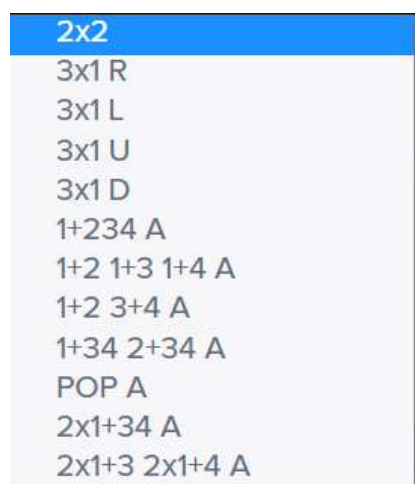 2x2
3x1 R
3x1 L
3x1 U
3x1 D
1+234 A
1+2 1+3 1+4 A
1+2 3+4 A
1+34 2+34 A
POP A
2x1+34 A
2x1+3 2x1+4 A